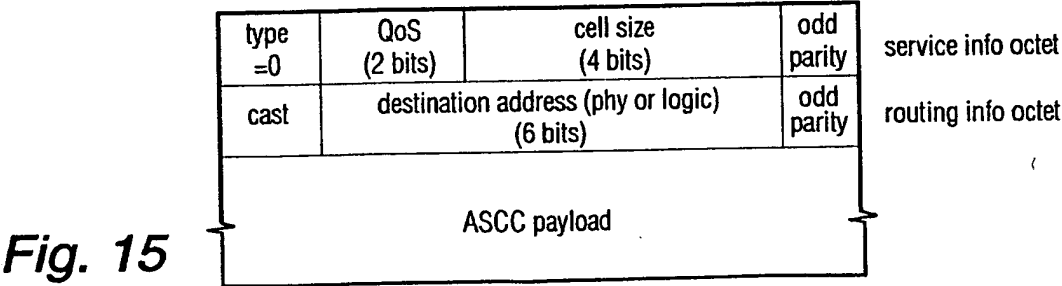 type
=0
QoS
(2 bits)
cell size
(4 bits)
odd
parity
service info octet
cast
destination address (phy or logic)
(6 bits)
odd
parity
routing info octet
ASCC payload
Fig. 15